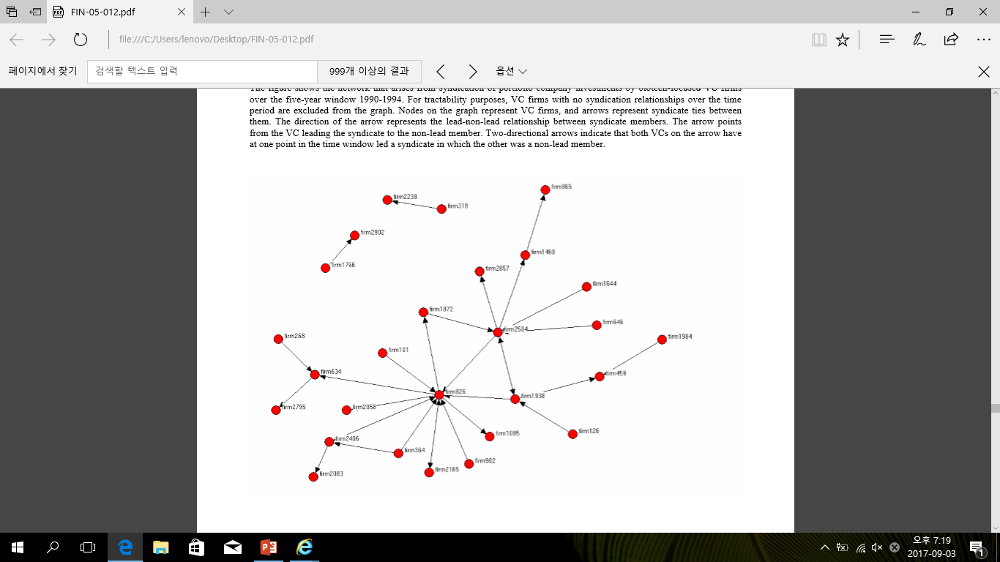 FIN-05-012.pdf
file:///C:/Users/lenovo/Desktop/FIN-05-012.pdf
페이지에서 찾기
검색할 텍스트 입력
999개 이상의 결과
옵션
The figure shows the network that arises from syndication of portfolio company investments by biotech-focused VC firms
over the five-year window 1990-1994. For tractability purposes, VC firms with no syndication relationships over the time
period are excluded from the graph. Nodes on the graph represent VC firms, and arrows represent syndicate ties between
them. The direction of the arrow represents the lead-non-lead relationship between syndicate members. The arrow points
from the VC leading the syndicate to the non-lead member. Two-directional arrows indicate that both VCs on the arrow have
at one point in the time window led a syndicate in which the other was a non-lead member.
firm865
firm2238
firm319
firm2902
firm1460
firm1766
firm2857
firm1644
firm1872
firm646
firm2584
firm268
firm1984
firm101
firm634
firm459
firm826
firm1938
firm2795
firm2058
firm126
firm1085
firm2406
firm364
firm902
firm2165
firm2083
오후 7:19
2017-09-03
1